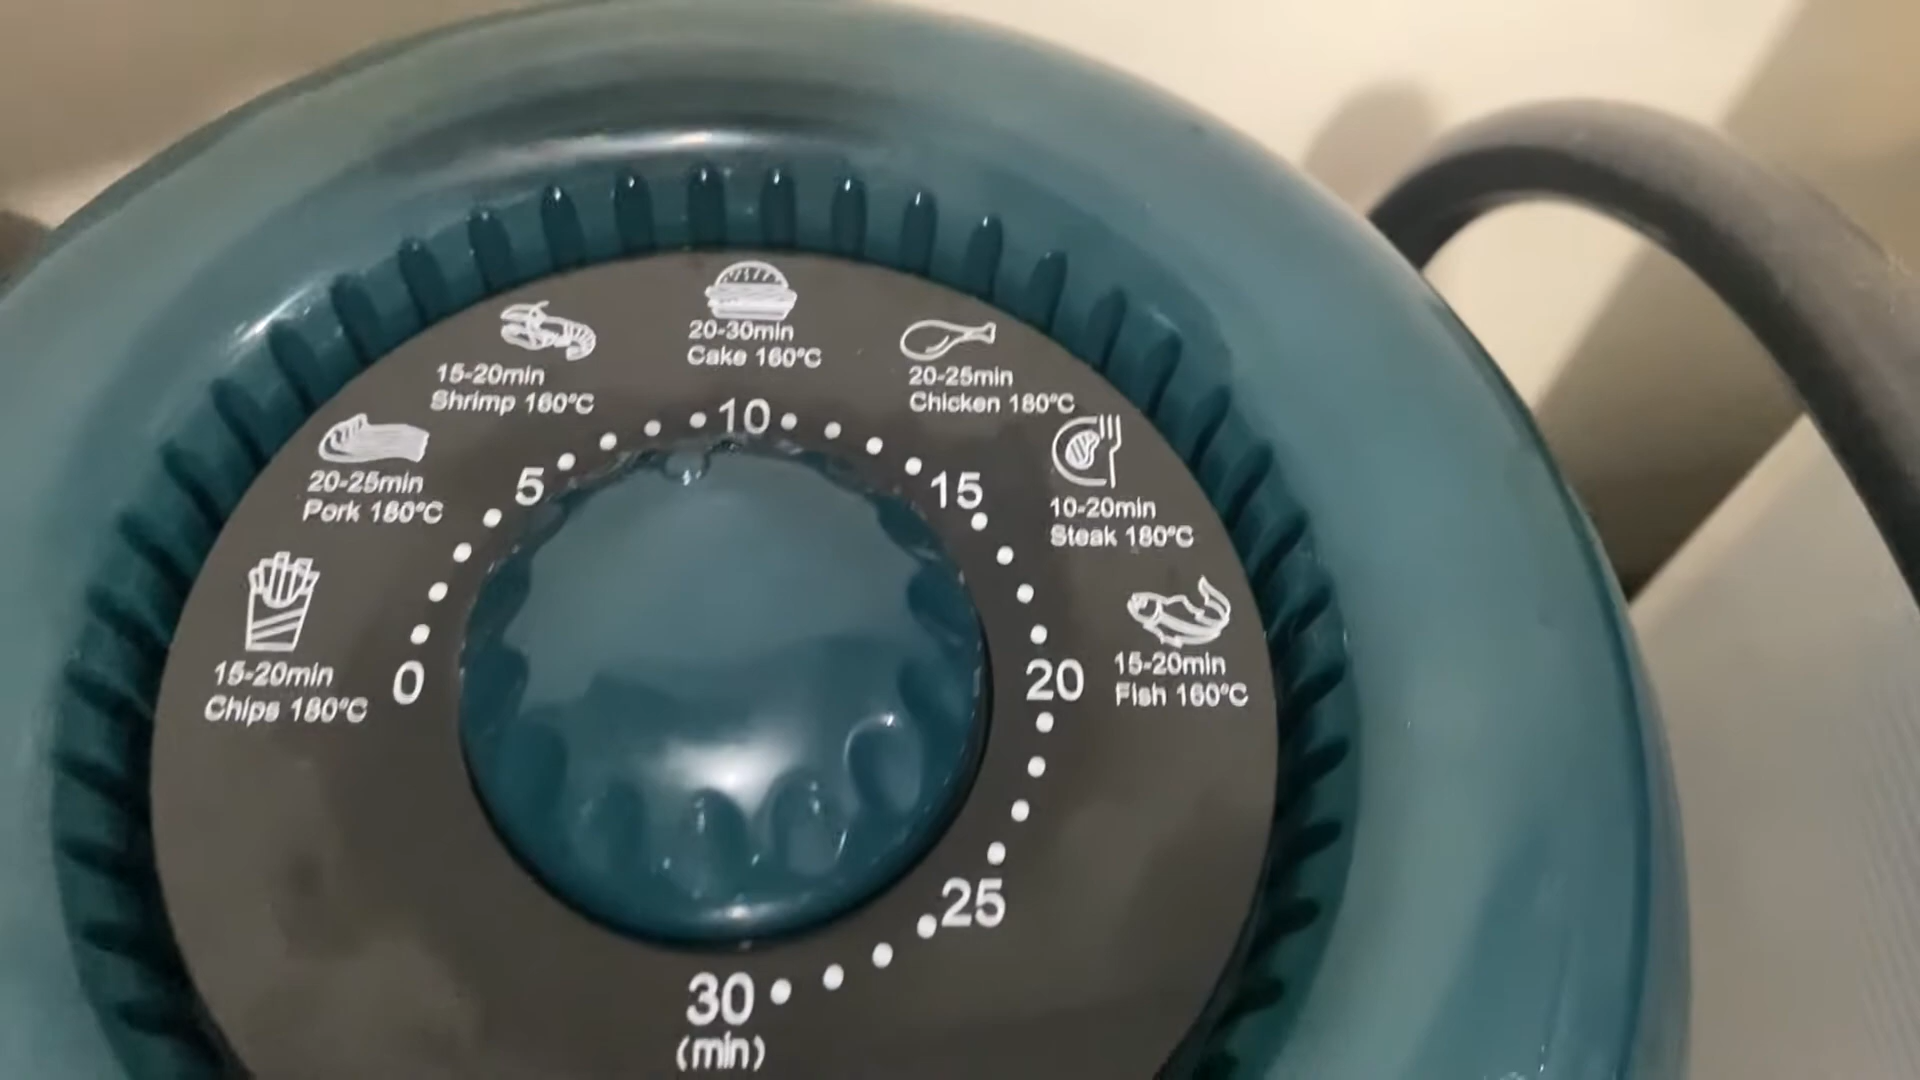 15-20min
Chips 180°C
20-25min
Pork 180°C
15-20min
Shrimp 160°C
20-30min
Cake 160°C
20-25min
Chicken 180°C
10-20min
Steak 180°C
15-20min
Fish 160°C
0
5
10
15
20
25
30
(min)